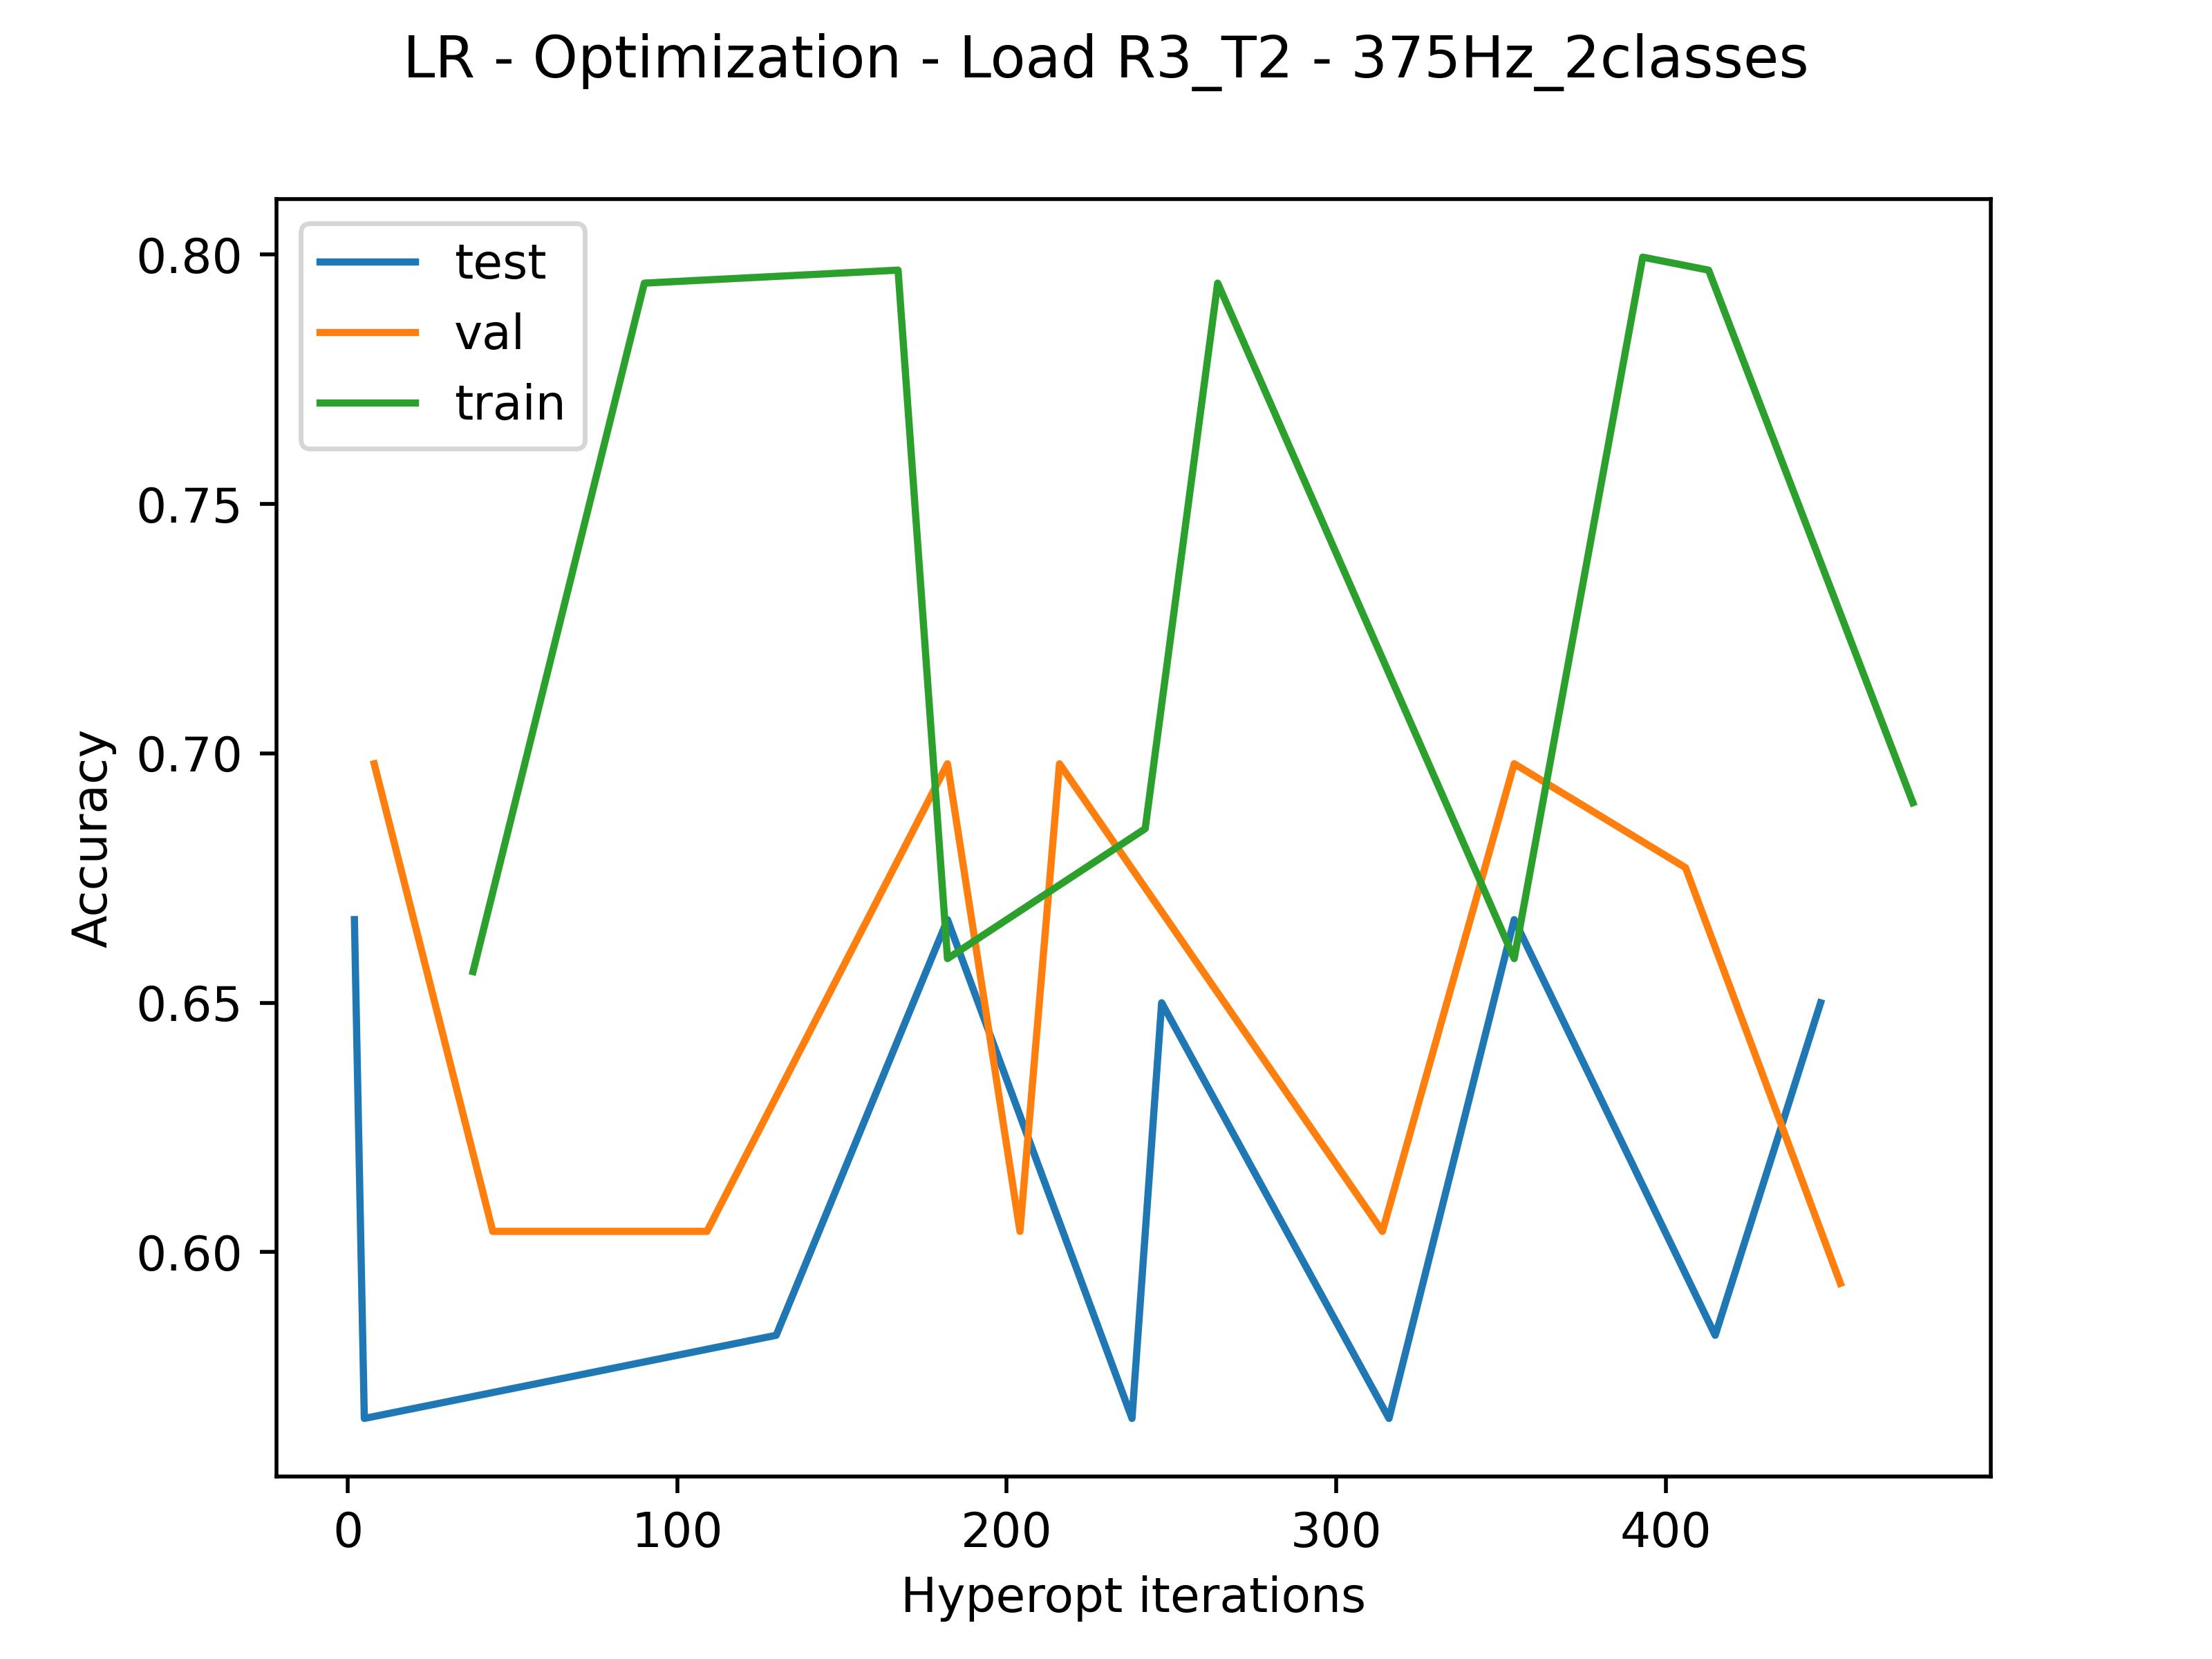 LR - Optimization - Load R3_T2 - 375Hz_2classes
test
val
train
0.80
0.75
0.70
0.65
0.60
Accuracy
0 100 200 300 400
Hyperopt iterations